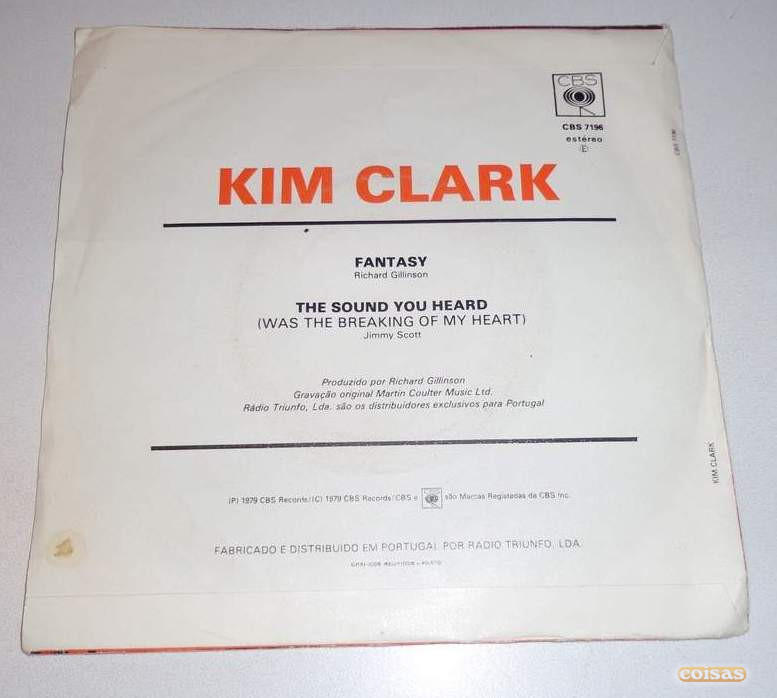 CBS
CBS 7196
estéreo
E
CBS 7196
KIM CLARK
FANTASY
Richard Gillinson
THE SOUND YOU HEARD
(WAS THE BREAKING OF MY HEART)
Jimmy Scott
Produzido por Richard Gillinson
Gravação original Martin Coulter Music Ltd.
Rádio Triunfo, Lda. são os distribuidores exclusivos para Portugal
KIM CLARK
(P) 1979 CBS Records/(C) 1979 CBS Records/CBS e CBS são Marcas Registadas da CBS Inc.
FABRICADO E DISTRIBUIDO EM PORTUGAL POR RADIO TRIUNFO, LDA.
coisas